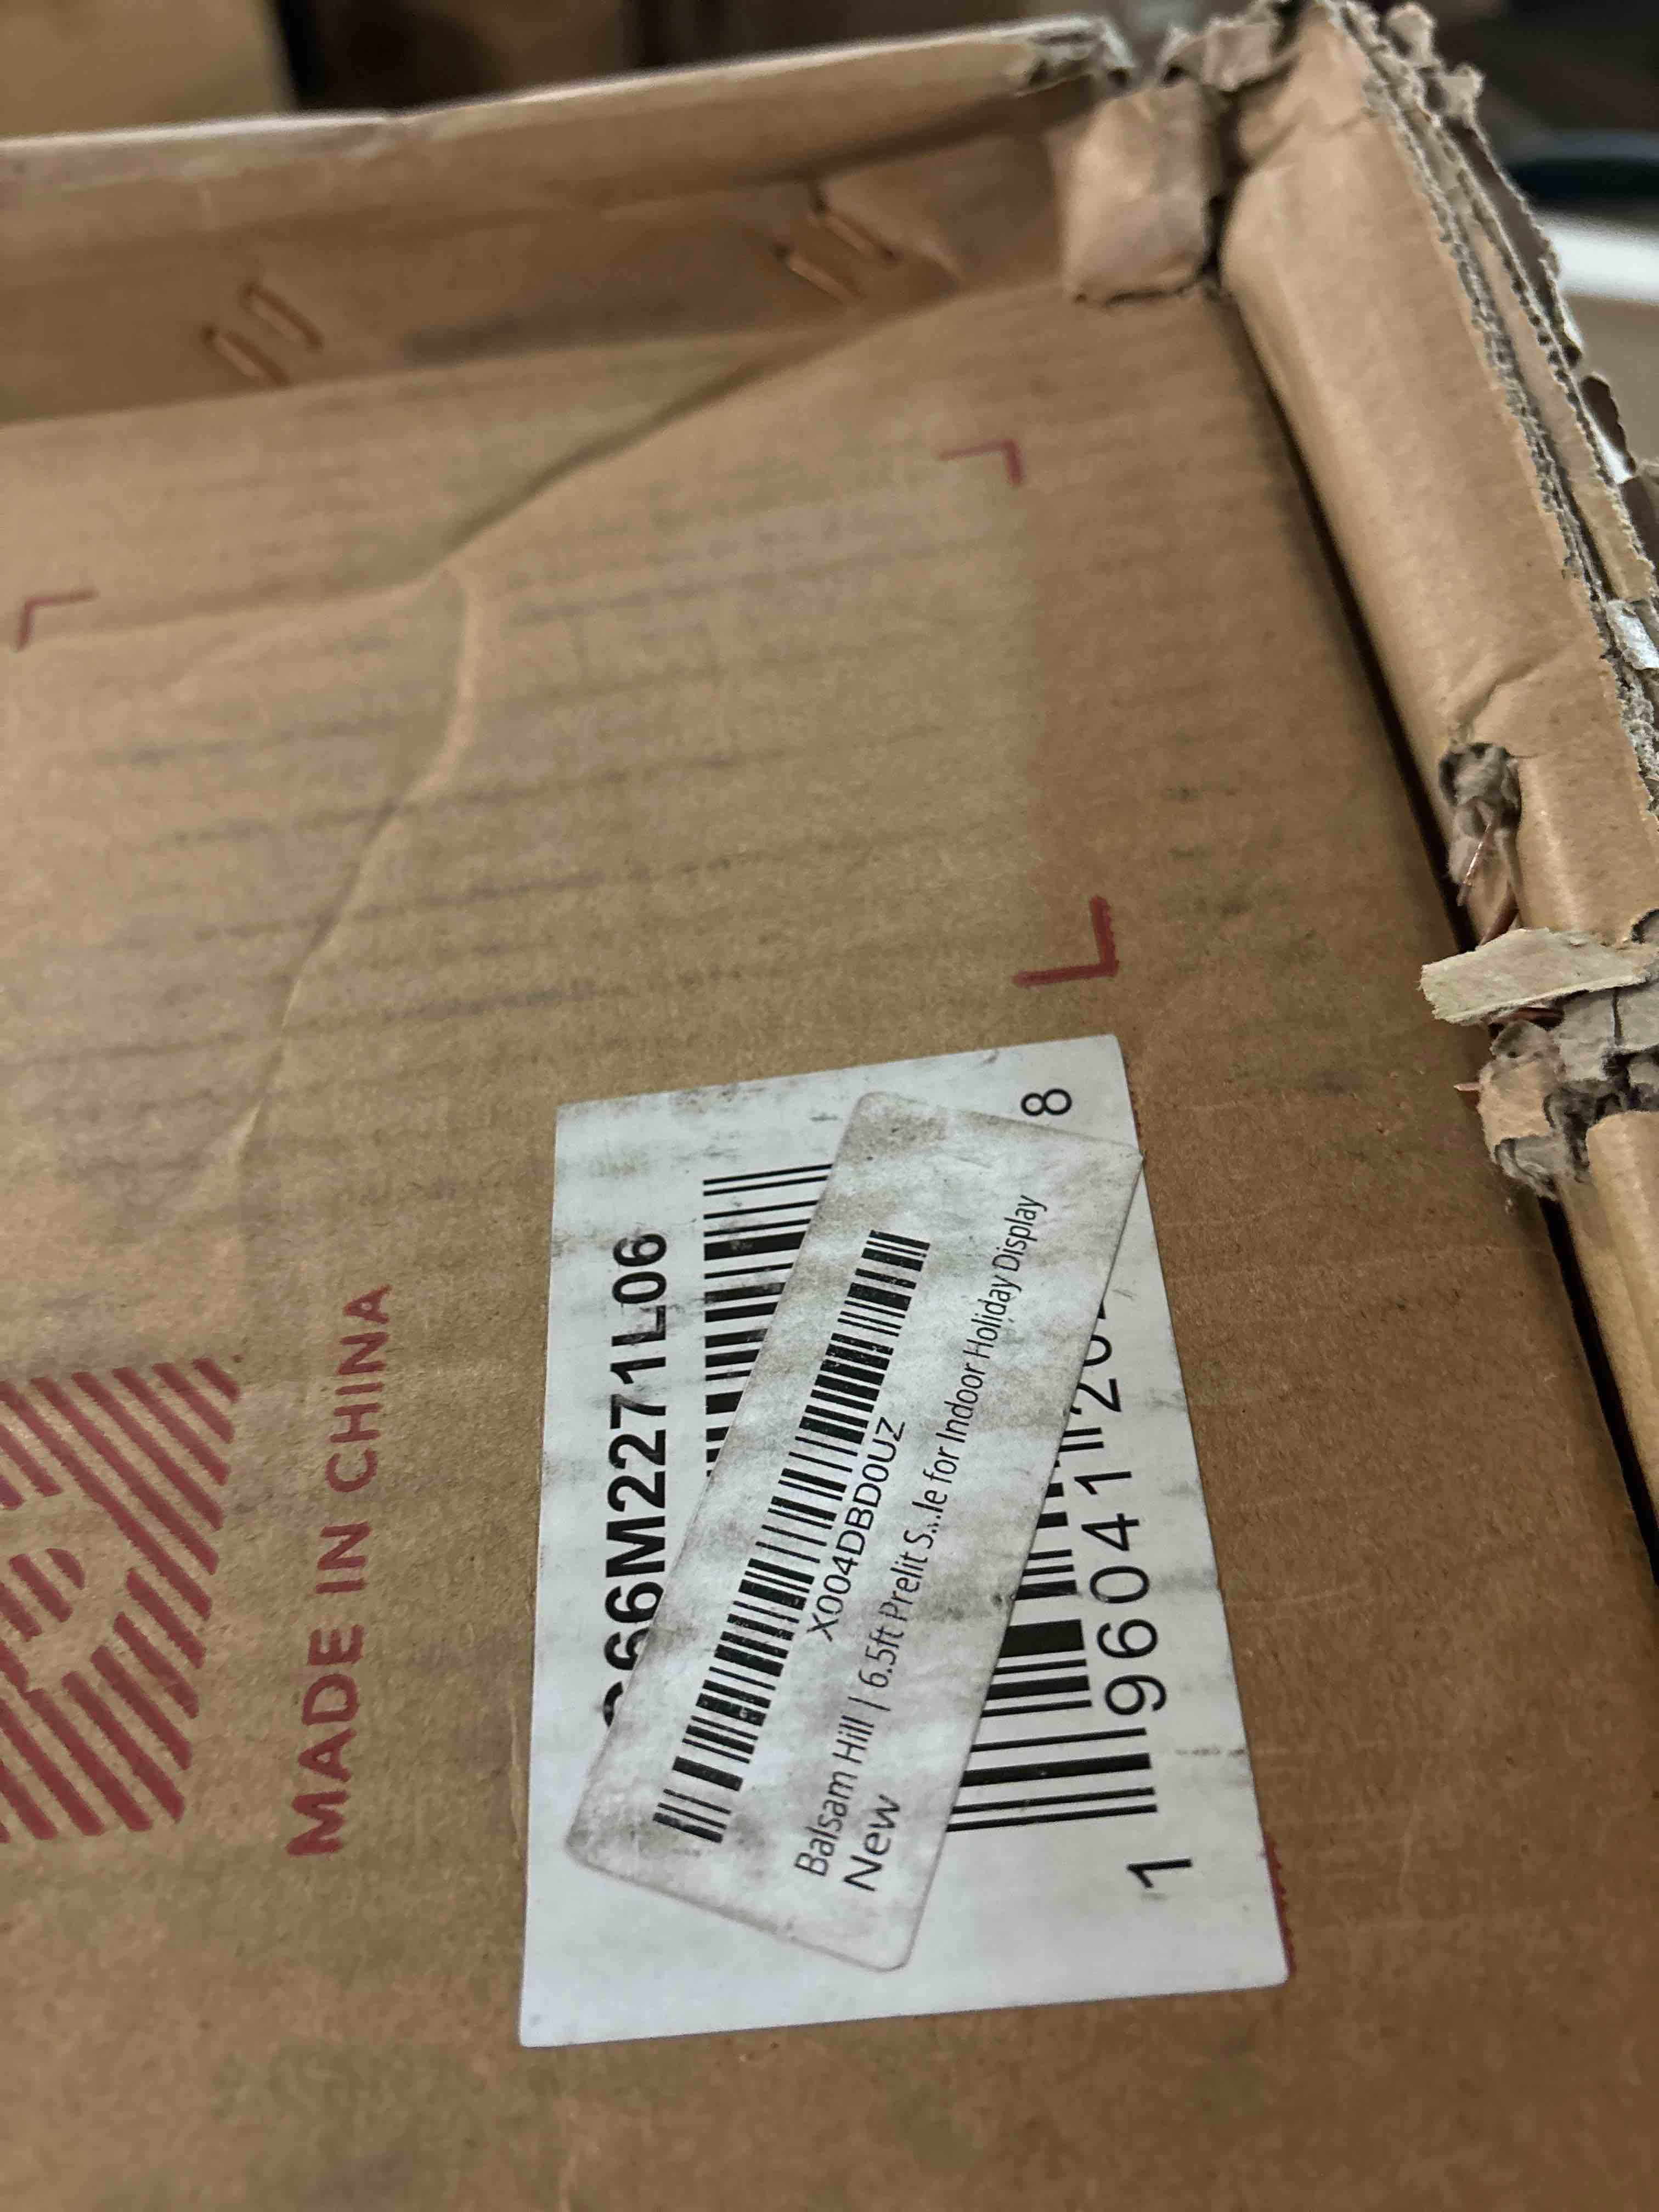 MADE IN CHINA
66M2271L06
X004DBD0UZ
Balsam Hill | 6.5ft Prelit S...le for Indoor Holiday Display
New
1 96041 20 8